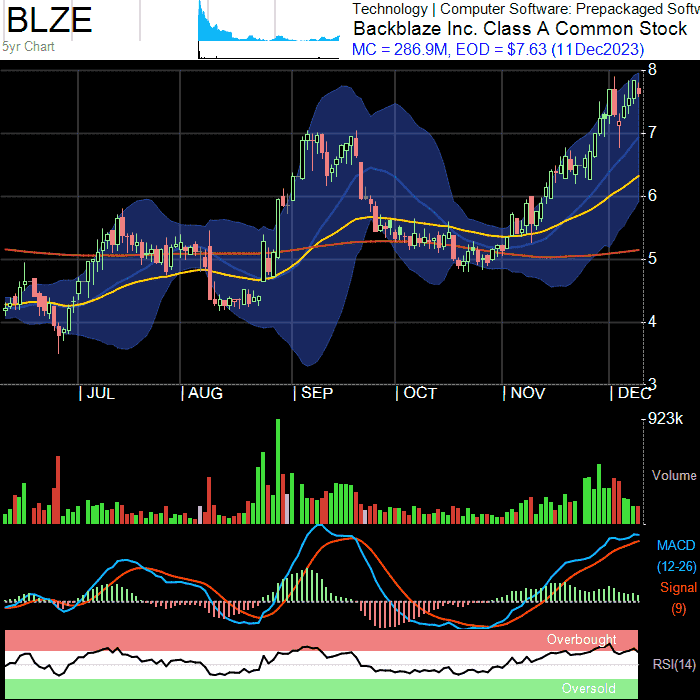 BLZE
5yr Chart
Technology | Computer Software: Prepackaged Softw
Backblaze Inc. Class A Common Stock
MC = 286.9M, EOD = $7.63 (11Dec2023)
8
7
6
5
4
3
JUL
AUG
SEP
OCT
NOV
DEC
923k
Volume
MACD
(12-26)
Signal
(9)
Overbought
RSI(14)
Oversold